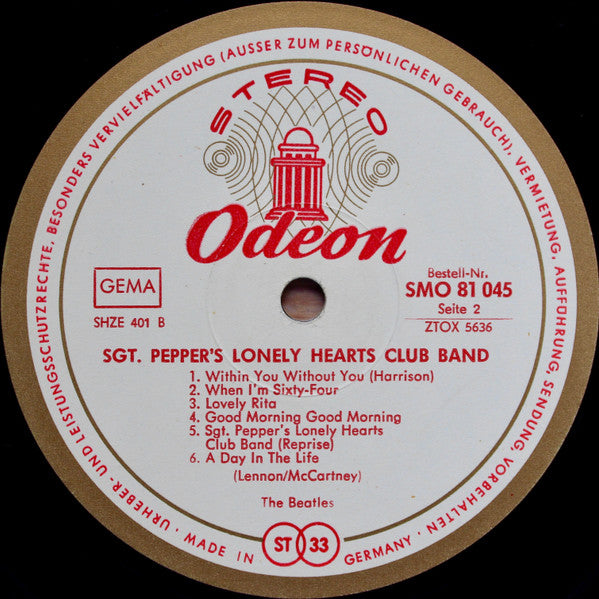 URHEBER- UND LEISTUNGSSCHUTZRECHTE, BESONDERS VERVIELFÄLTIGUNG (AUSSER ZUM PERSÖNLICHEN GEBRAUCH), VERMIETUNG, AUFFÜHRUNG, SENDUNG, VORBEHALTEN ·
STEREO
Odeon
GEMA
SHZE 401 B
Bestell-Nr.
SMO 81 045
Seite 2
ZTOX 5636
SGT. PEPPER'S LONELY HEARTS CLUB BAND
1. Within You Without You (Harrison)
2. When I'm Sixty-Four
3. Lovely Rita
4. Good Morning Good Morning
5. Sgt. Pepper's Lonely Hearts
Club Band (Reprise)
6. A Day In The Life
(Lennon/McCartney)
The Beatles
· MADE IN GERMANY ·
ST 33